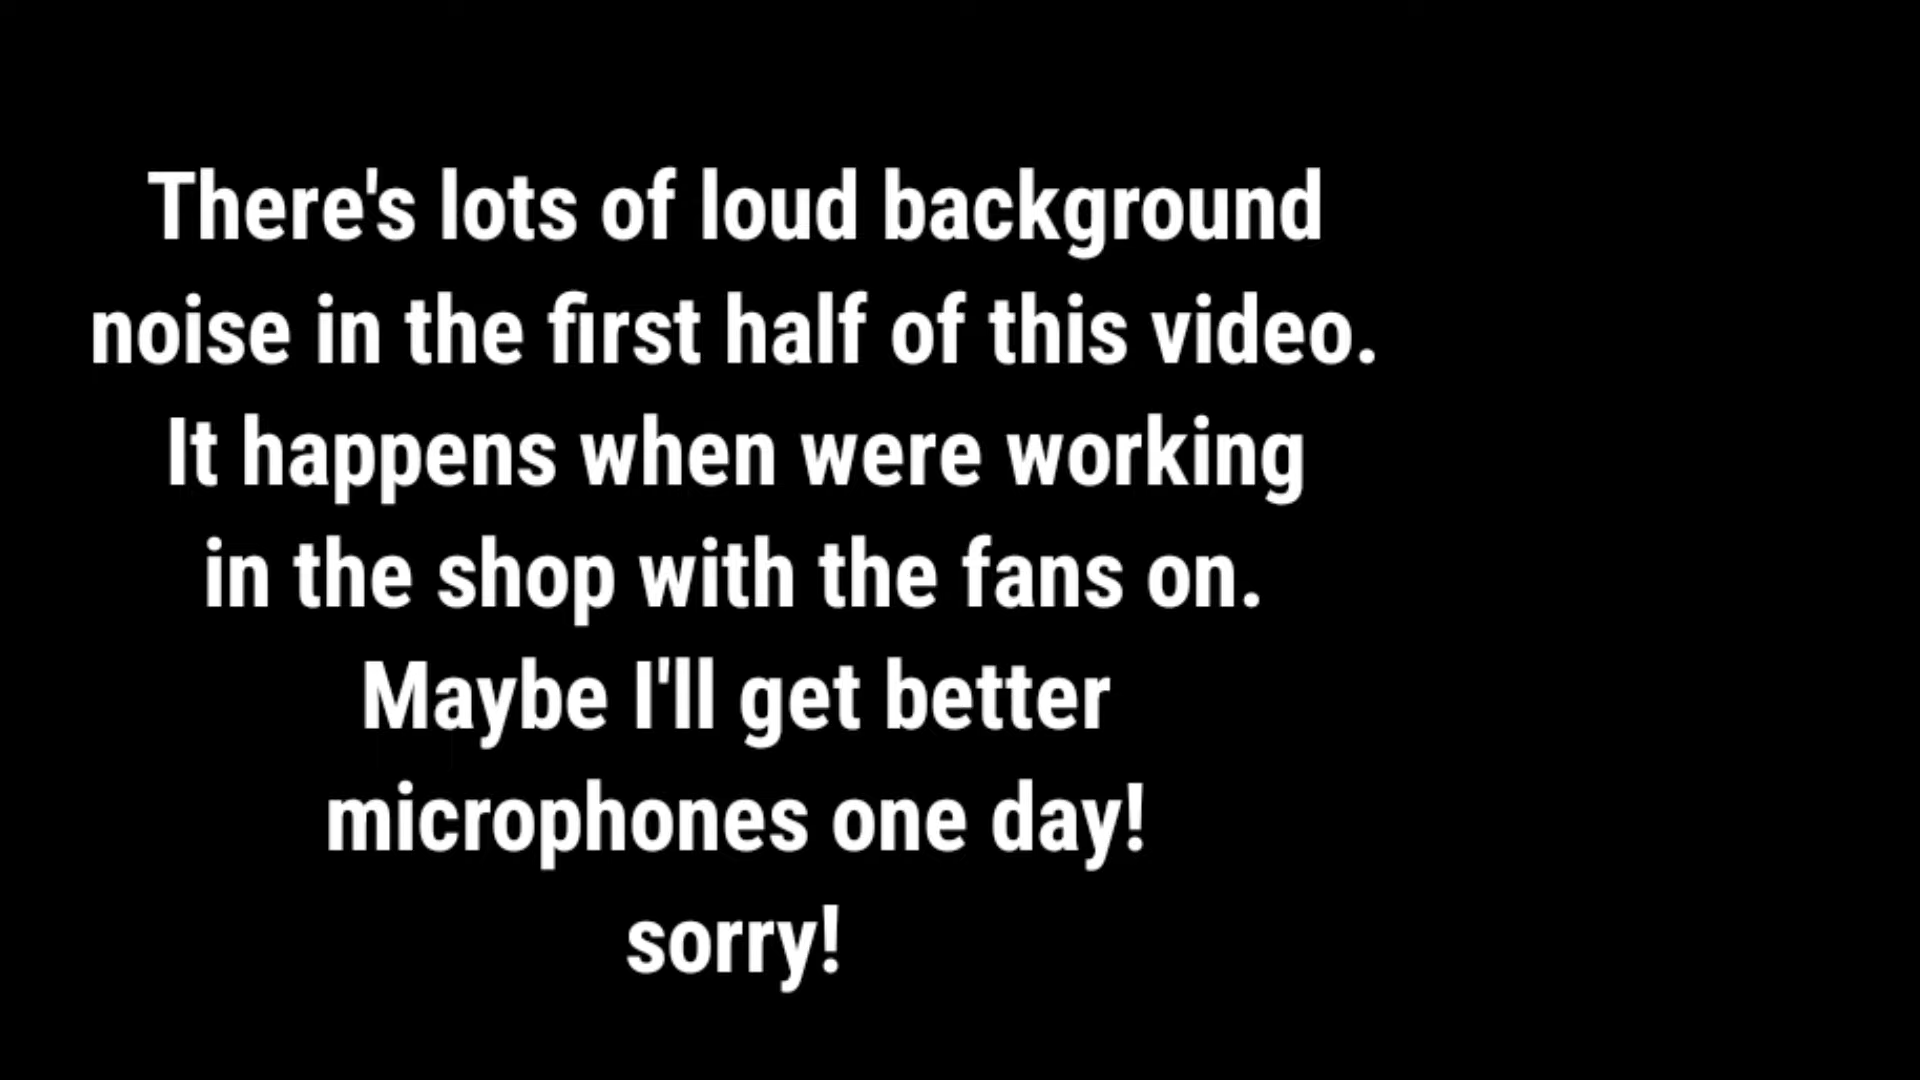 There's lots of loud background
noise in the first half of this video.
It happens when were working
in the shop with the fans on.
Maybe I'll get better
microphones one day!
sorry!